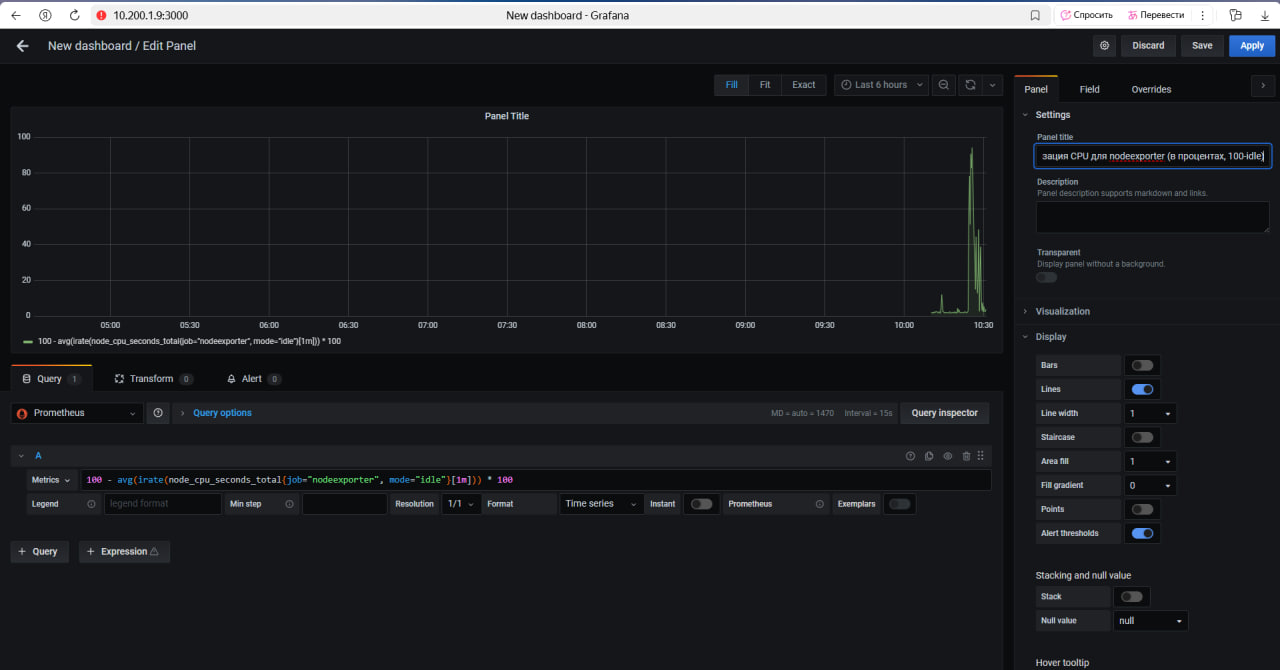 10.200.1.9:3000 New dashboard - Grafana Спросить Перевести
New dashboard / Edit Panel Discard Save Apply
Fill Fit Exact Last 6 hours
Panel Title
100
80
60
40
20
0
05:00 05:30 06:00 06:30 07:00 07:30 08:00 08:30 09:00 09:30 10:00 10:30
100 - avg(irate(node_cpu_seconds_total{job="nodeexporter", mode="idle"}[1m])) * 100
Query 1 Transform 0 Alert 0
Prometheus Query options MD = auto = 1470 Interval = 15s Query inspector
A
Metrics 100 - avg(irate(node_cpu_seconds_total{job="nodeexporter", mode="idle"}[1m])) * 100
Legend legend format Min step Resolution 1/1 Format Time series Instant Prometheus Exemplars
+ Query + Expression
Panel Field Overrides
Settings
Panel title
зация CPU для nodeexporter (в процентах, 100-idle)
Description
Panel description supports markdown and links.
Transparent
Display panel without a background.
Visualization
Display
Bars
Lines
Line width 1
Staircase
Area fill 1
Fill gradient 0
Points
Alert thresholds
Stacking and null value
Stack
Null value null
Hover tooltip